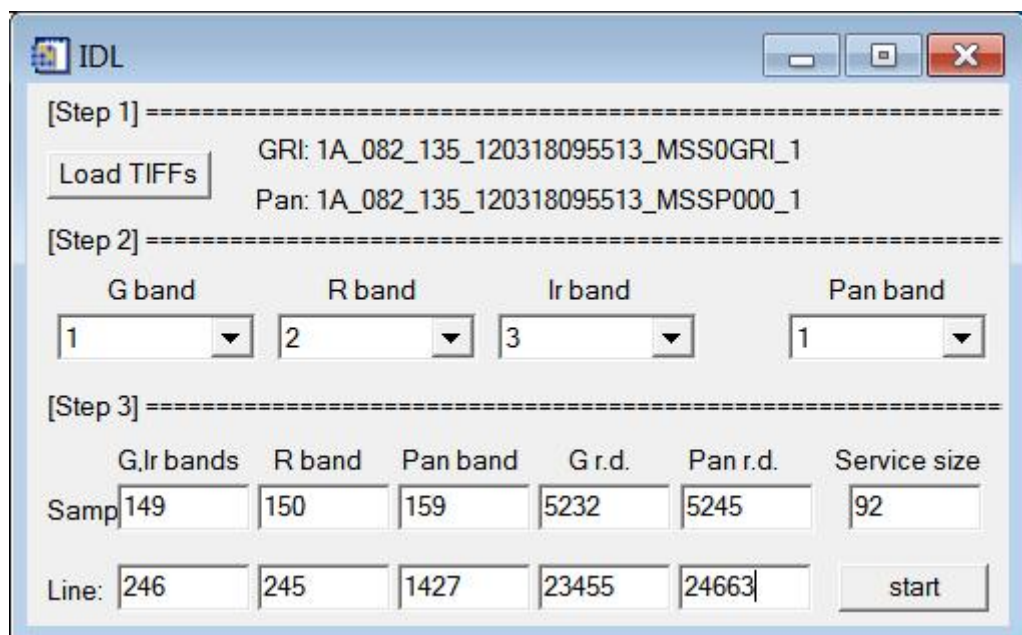 IDL
[Step 1] =============================================================
Load TIFFs
GRI: 1A_082_135_120318095513_MSS0GRI_1
Pan: 1A_082_135_120318095513_MSSP000_1
[Step 2] =============================================================
G band R band Ir band Pan band
1 2 3 1
[Step 3] =============================================================
G,Ir bands R band Pan band G r.d. Pan r.d. Service size
Samp 149 150 159 5232 5245 92
Line: 246 245 1427 23455 24663 start